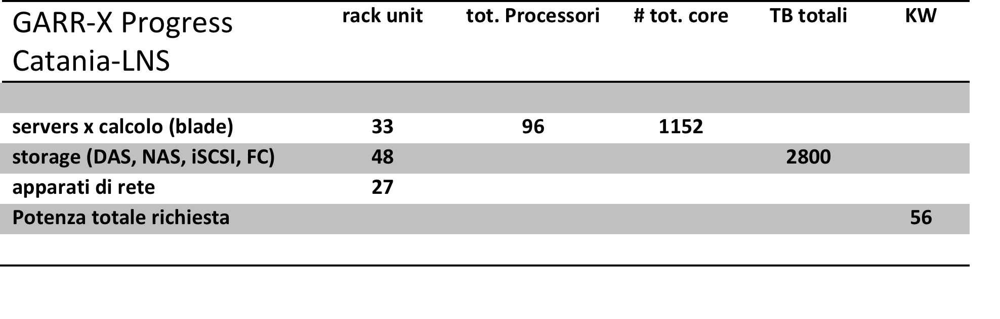 GARR-X Progress Catania-LNS rack unit tot. Processori # tot. core TB totali KW
servers x calcolo (blade) 33 96 1152
storage (DAS, NAS, iSCSI, FC) 48 2800
apparati di rete 27
Potenza totale richiesta 56